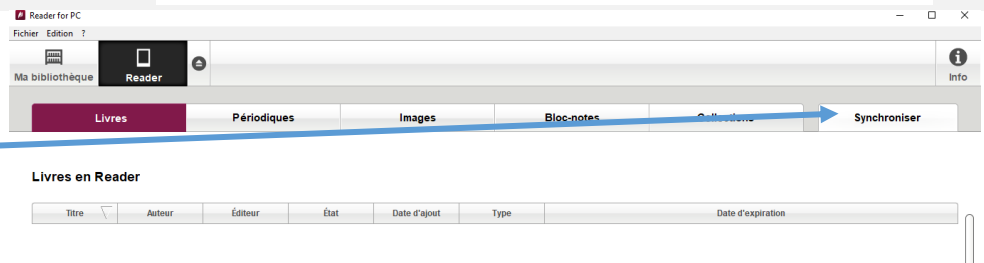 Reader for PC
Fichier Edition ?
Ma bibliothèque Reader Info
Livres Périodiques Images Bloc-notes Collections Synchroniser
Livres en Reader
Titre Auteur Éditeur État Date d'ajout Type Date d'expiration